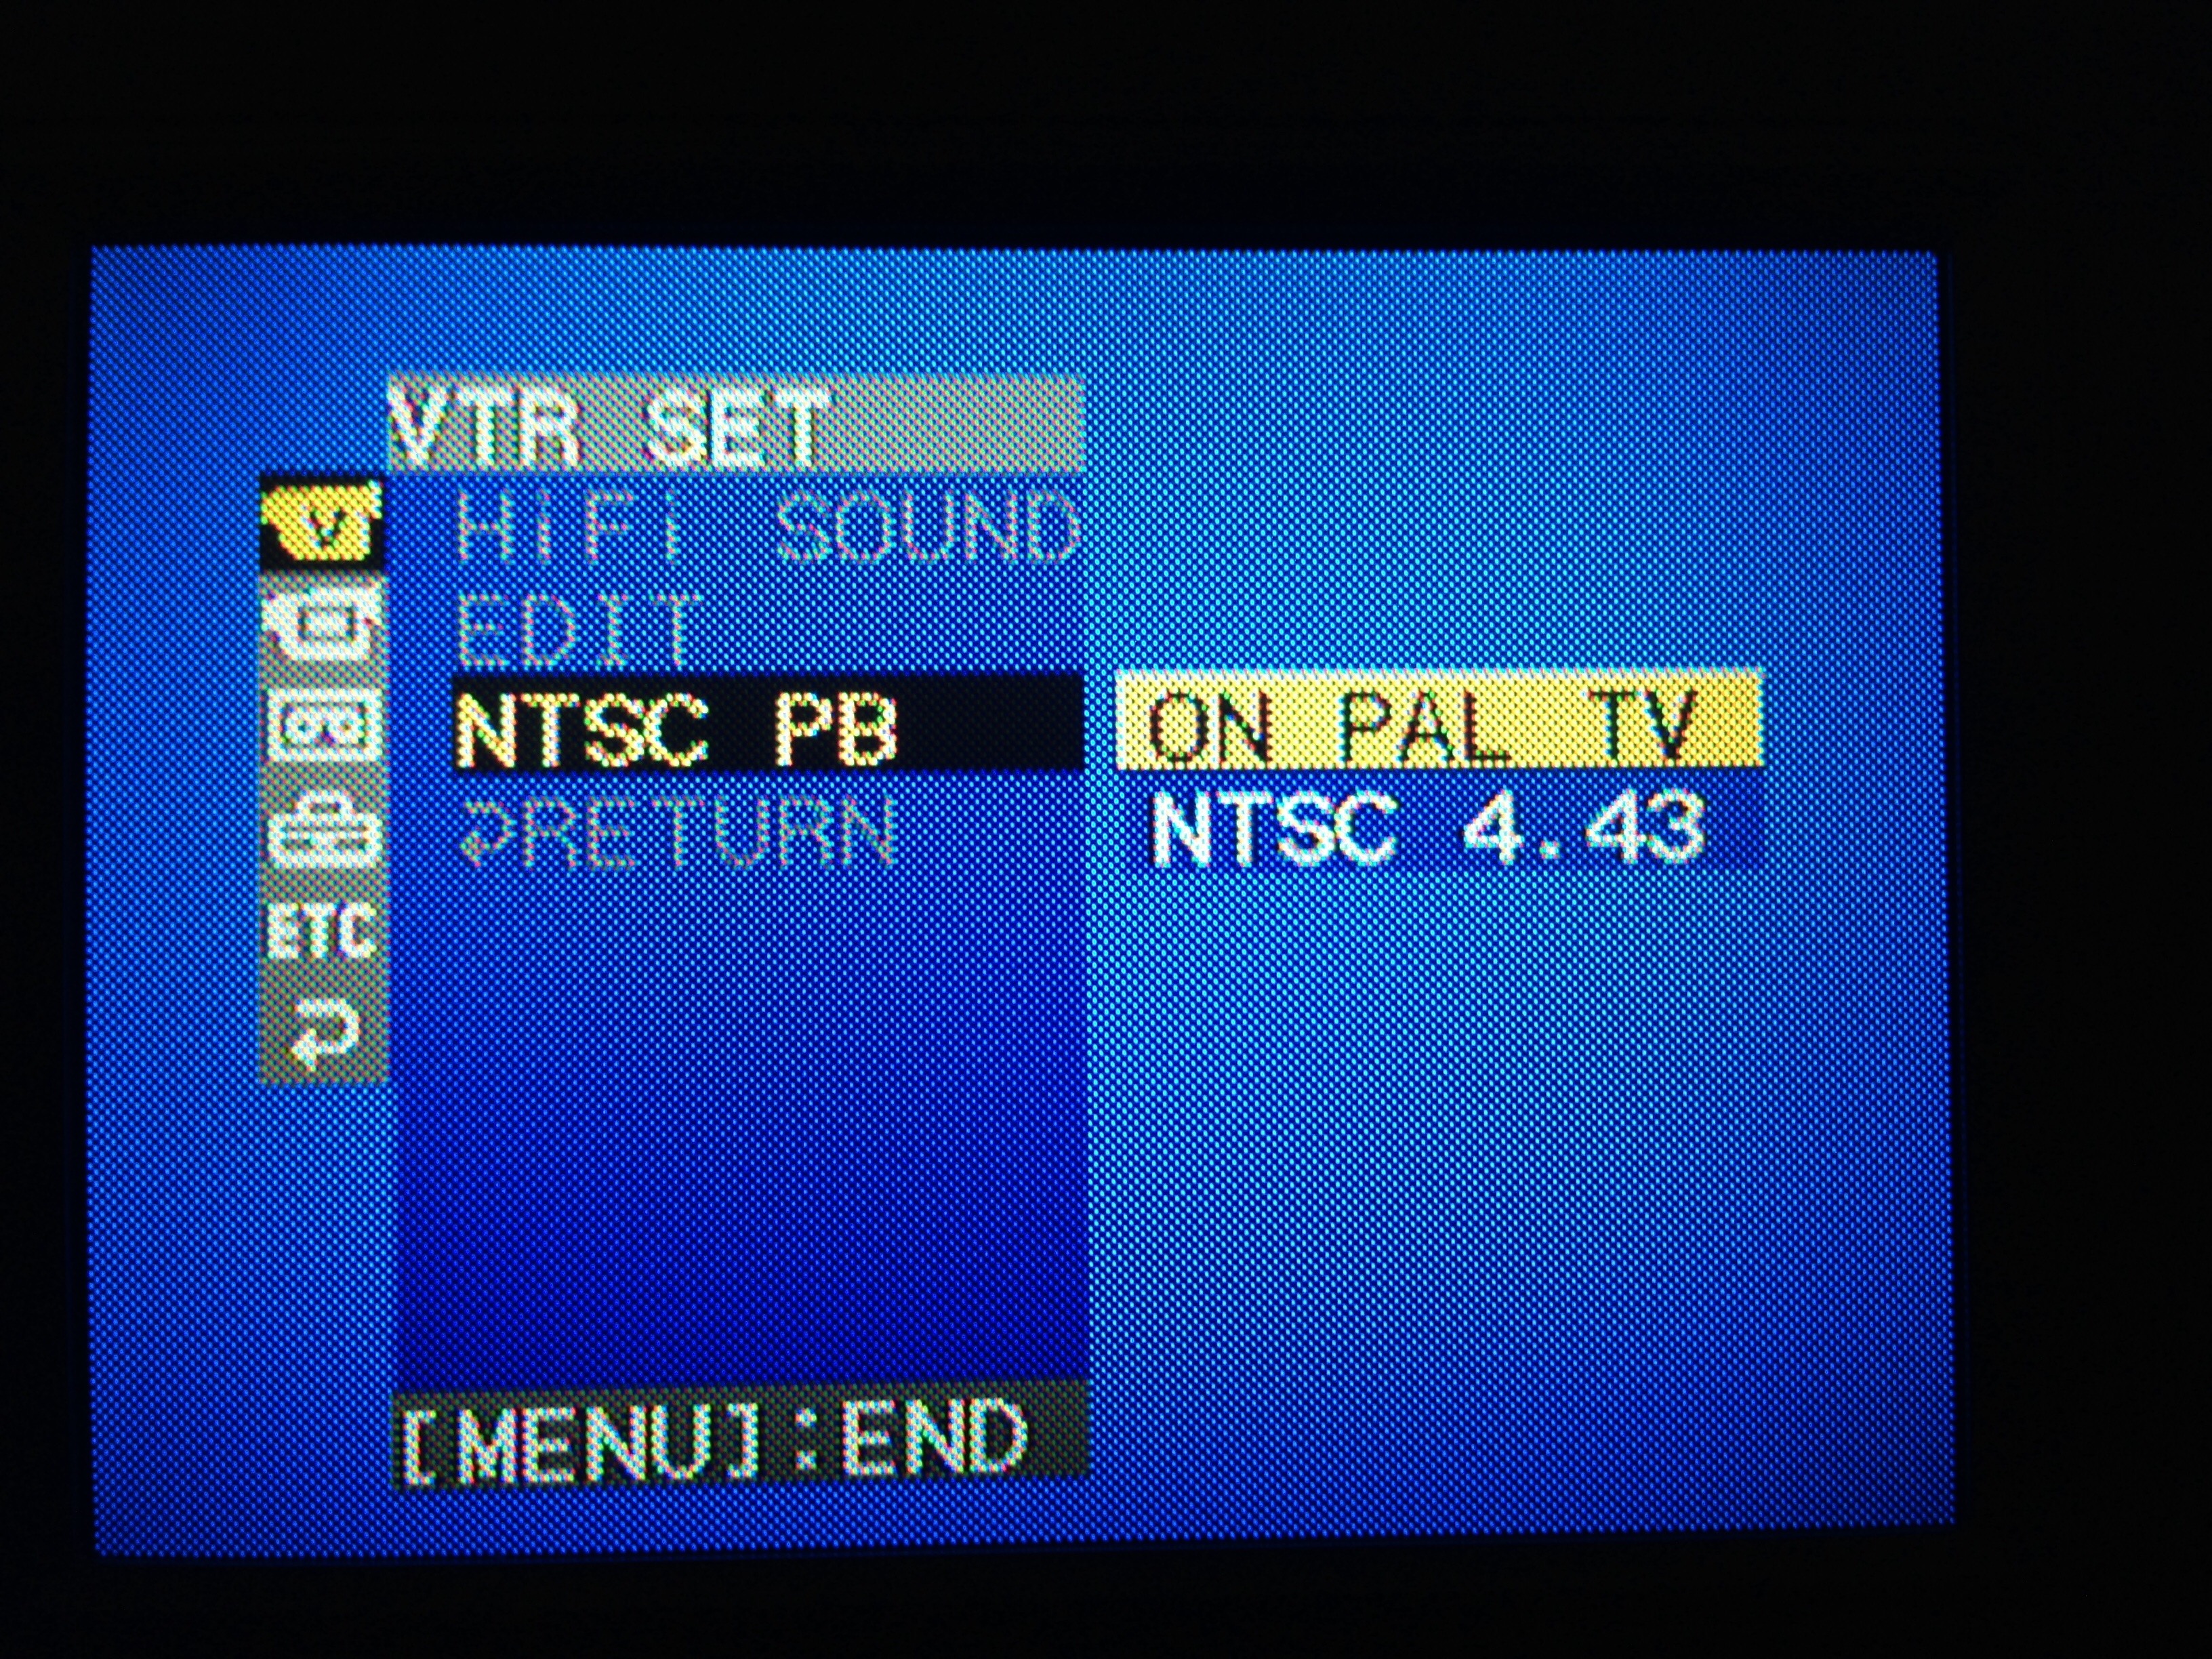 VTR SET
HiFi SOUND
EDIT
NTSC PB ON PAL TV
RETURN NTSC 4.43
ETC
[MENU]:END